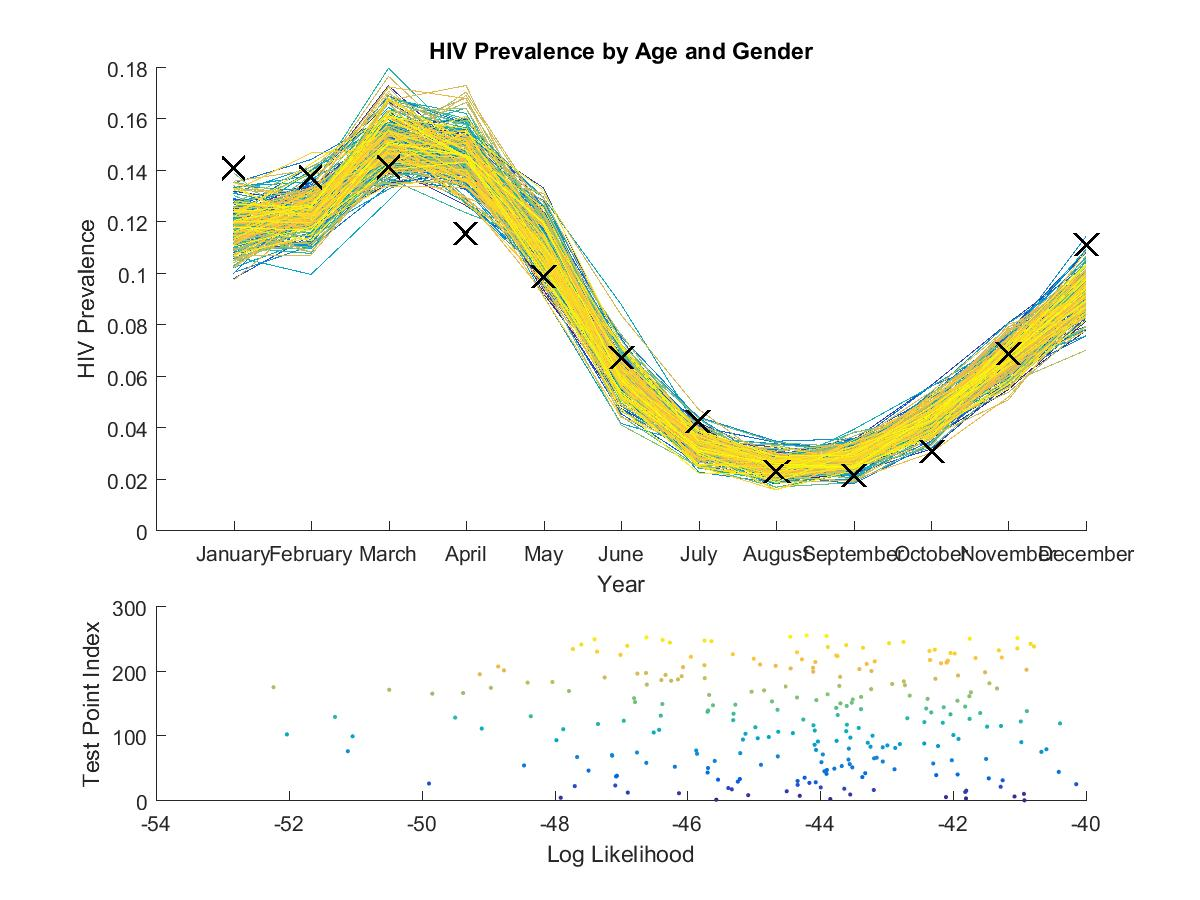 HIV Prevalence by Age and Gender
0.18
0.16
0.14
0.12
0.1
0.08
0.06
0.04
0.02
0
HIV Prevalence
January February March April May June July August September October November December
Year
300
200
100
0
Test Point Index
-54 -52 -50 -48 -46 -44 -42 -40
Log Likelihood